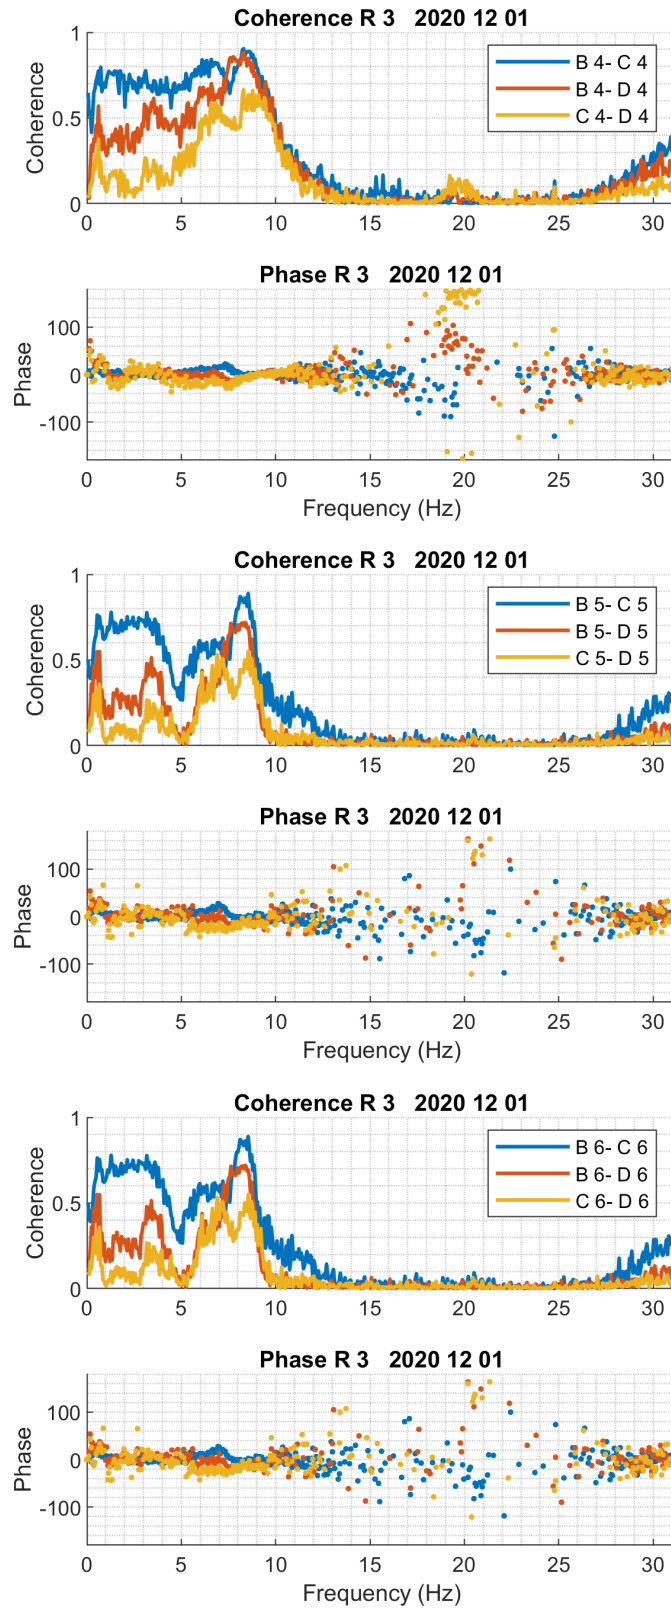 Coherence R 3 2020 12 01
1
0.5
0
Coherence
B 4- C 4
B 4- D 4
C 4- D 4
0 5 10 15 20 25 30
Phase R 3 2020 12 01
100
0
-100
Phase
0 5 10 15 20 25 30
Frequency (Hz)
Coherence R 3 2020 12 01
1
0.5
0
Coherence
B 5- C 5
B 5- D 5
C 5- D 5
0 5 10 15 20 25 30
Phase R 3 2020 12 01
100
0
-100
Phase
0 5 10 15 20 25 30
Frequency (Hz)
Coherence R 3 2020 12 01
1
0.5
0
Coherence
B 6- C 6
B 6- D 6
C 6- D 6
0 5 10 15 20 25 30
Phase R 3 2020 12 01
100
0
-100
Phase
0 5 10 15 20 25 30
Frequency (Hz)